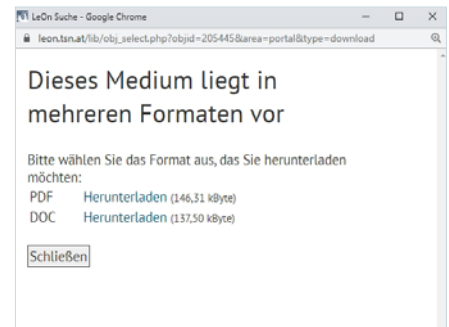 LeOn Suche - Google Chrome
leon.tsn.at/lib/obj_select.php?objid=205445&area=portal&type=download
Dieses Medium liegt in
mehreren Formaten vor
Bitte wählen Sie das Format aus, das Sie herunterladen
möchten:
PDF Herunterladen (146,31 kByte)
DOC Herunterladen (137,50 kByte)
Schließen